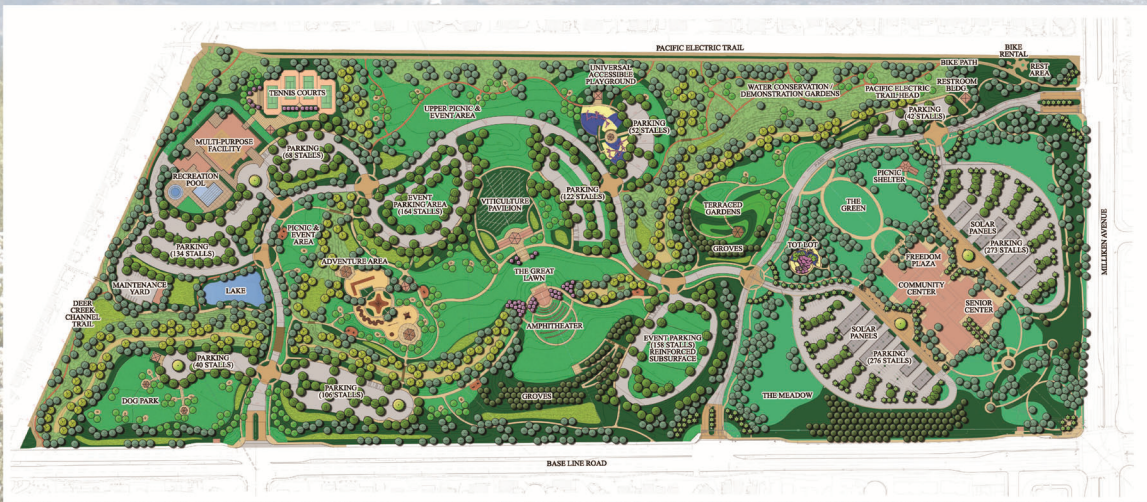 PACIFIC ELECTRIC TRAIL
BIKE
RENTAL
BIKE PATH
REST
AREA
UNIVERSAL
ACCESSIBLE
PLAYGROUND
TENNIS COURTS
UPPER PICNIC &
EVENT AREA
WATER CONSERVATION /
DEMONSTRATION GARDENS
PACIFIC ELECTRIC
TRAILHEAD
RESTROOM
BLDG.
PARKING
(42 STALLS)
PARKING
(52 STALLS)
MULTI-PURPOSE
FACILITY
PARKING
(68 STALLS)
RECREATION
POOL
EVENT
PARKING AREA
(164 STALLS)
VITICULTURE
PAVILION
PARKING
(122 STALLS)
TERRACED
GARDENS
GROVES
PICNIC
SHELTER
THE
GREEN
SOLAR
PANELS
PARKING
(273 STALLS)
MILLIKEN AVENUE
PICNIC &
EVENT
AREA
PARKING
(134 STALLS)
ADVENTURE AREA
THE GREAT
LAWN
TOT LOT
FREEDOM
PLAZA
COMMUNITY
CENTER
SENIOR
CENTER
MAINTENANCE
YARD
LAKE
DEER
CREEK
CHANNEL
TRAIL
AMPHITHEATER
EVENT PARKING
(158 STALLS)
REINFORCED
SUBSURFACE
SOLAR
PANELS
PARKING
(276 STALLS)
PARKING
(40 STALLS)
DOG PARK
PARKING
(106 STALLS)
GROVES
THE MEADOW
BASE LINE ROAD